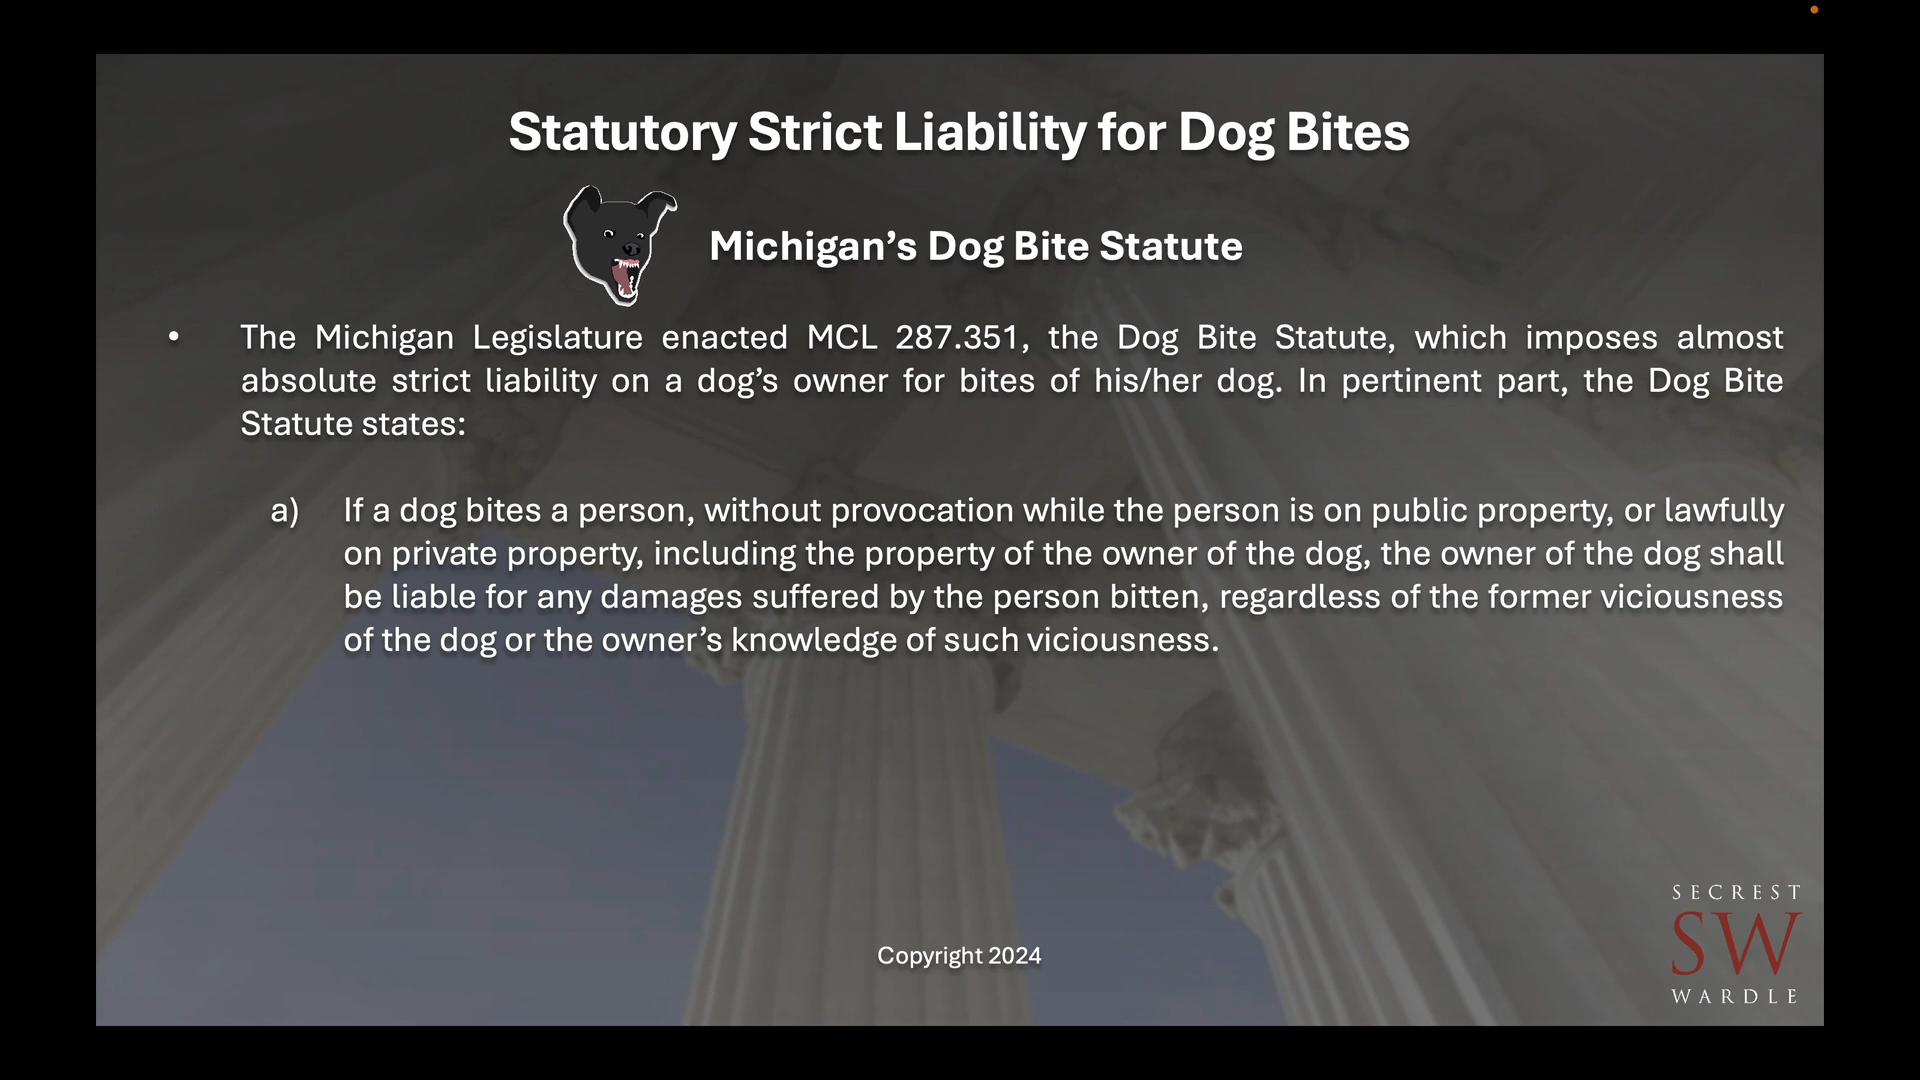 Statutory Strict Liability for Dog Bites
Michigan’s Dog Bite Statute
• The Michigan Legislature enacted MCL 287.351, the Dog Bite Statute, which imposes almost
absolute strict liability on a dog’s owner for bites of his/her dog. In pertinent part, the Dog Bite
Statute states:
a) If a dog bites a person, without provocation while the person is on public property, or lawfully
on private property, including the property of the owner of the dog, the owner of the dog shall
be liable for any damages suffered by the person bitten, regardless of the former viciousness
of the dog or the owner’s knowledge of such viciousness.
Copyright 2024
SECREST
SW
WARDLE